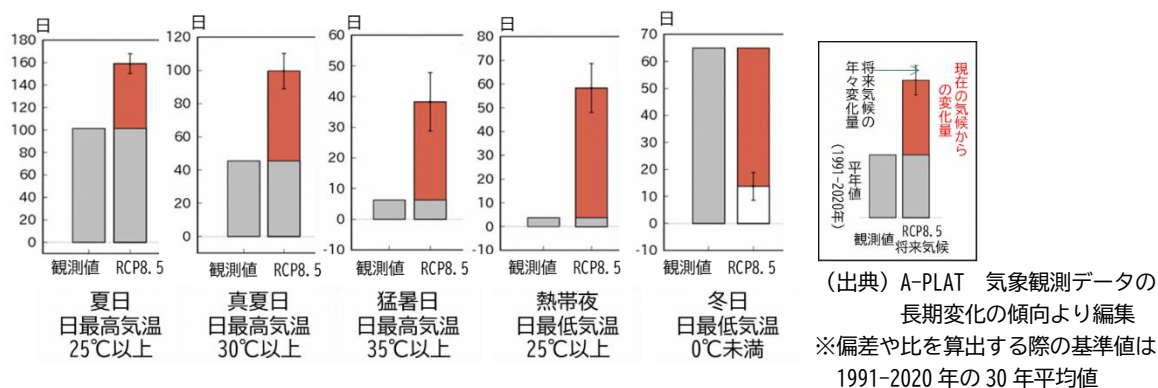 日
180
160
140
120
100
80
60
40
20
0
観測値 RCP8.5
夏日
日最高気温
25℃以上
日
120
100
80
60
40
20
0
観測値 RCP8.5
真夏日
日最高気温
30℃以上
日
60
50
40
30
20
10
0
-10
観測値 RCP8.5
猛暑日
日最高気温
35℃以上
日
80
70
60
50
40
30
20
10
0
-10
観測値 RCP8.5
熱帯夜
日最低気温
25℃以上
日
70
60
50
40
30
20
10
0
-10
観測値 RCP8.5
冬日
日最低気温
0℃未満
現在の気候から
の変化量
将来気候の
年々変化量
平年値
(1991-2020年)
観測値 RCP8.5
将来気候
(出典)A-PLAT 気象観測データの
長期変化の傾向より編集
※偏差や比を算出する際の基準値は
1991-2020 年の 30 年平均値